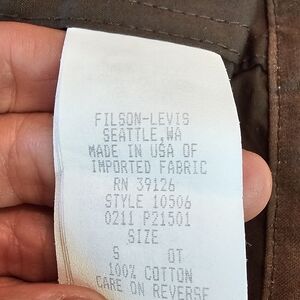 FILSON-LEVIS
SEATTLE, WA
MADE IN USA OF
IMPORTED FABRIC
RN 39126
STYLE 10506
0211 P21501
SIZE
S OT
100% COTTON
CARE ON REVERSE